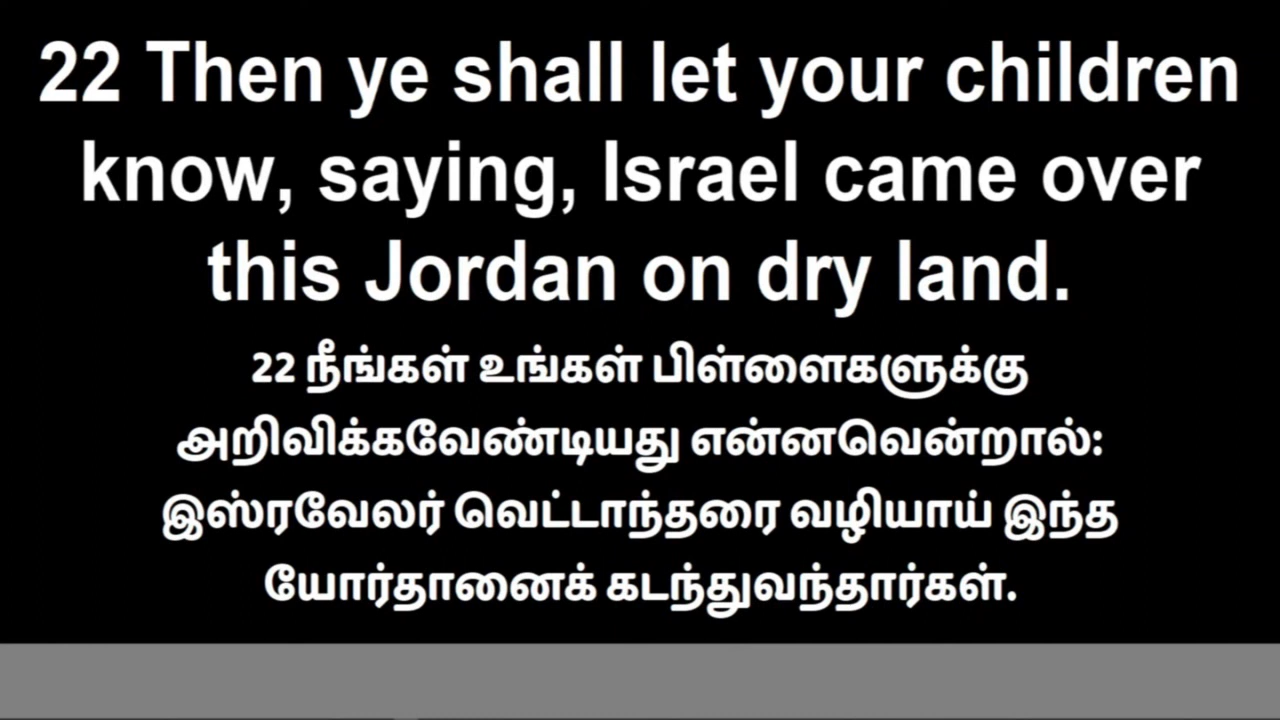 22 Then ye shall let your children
know, saying, Israel came over
this Jordan on dry land.
22 நீங்கள் உங்கள் பிள்ளைகளுக்கு
அறிவிக்கவேண்டியது என்னவென்றால்:
இஸ்ரவேலர் வெட்டாந்தரை வழியாய் இந்த
யோர்தானைக் கடந்துவந்தார்கள்.